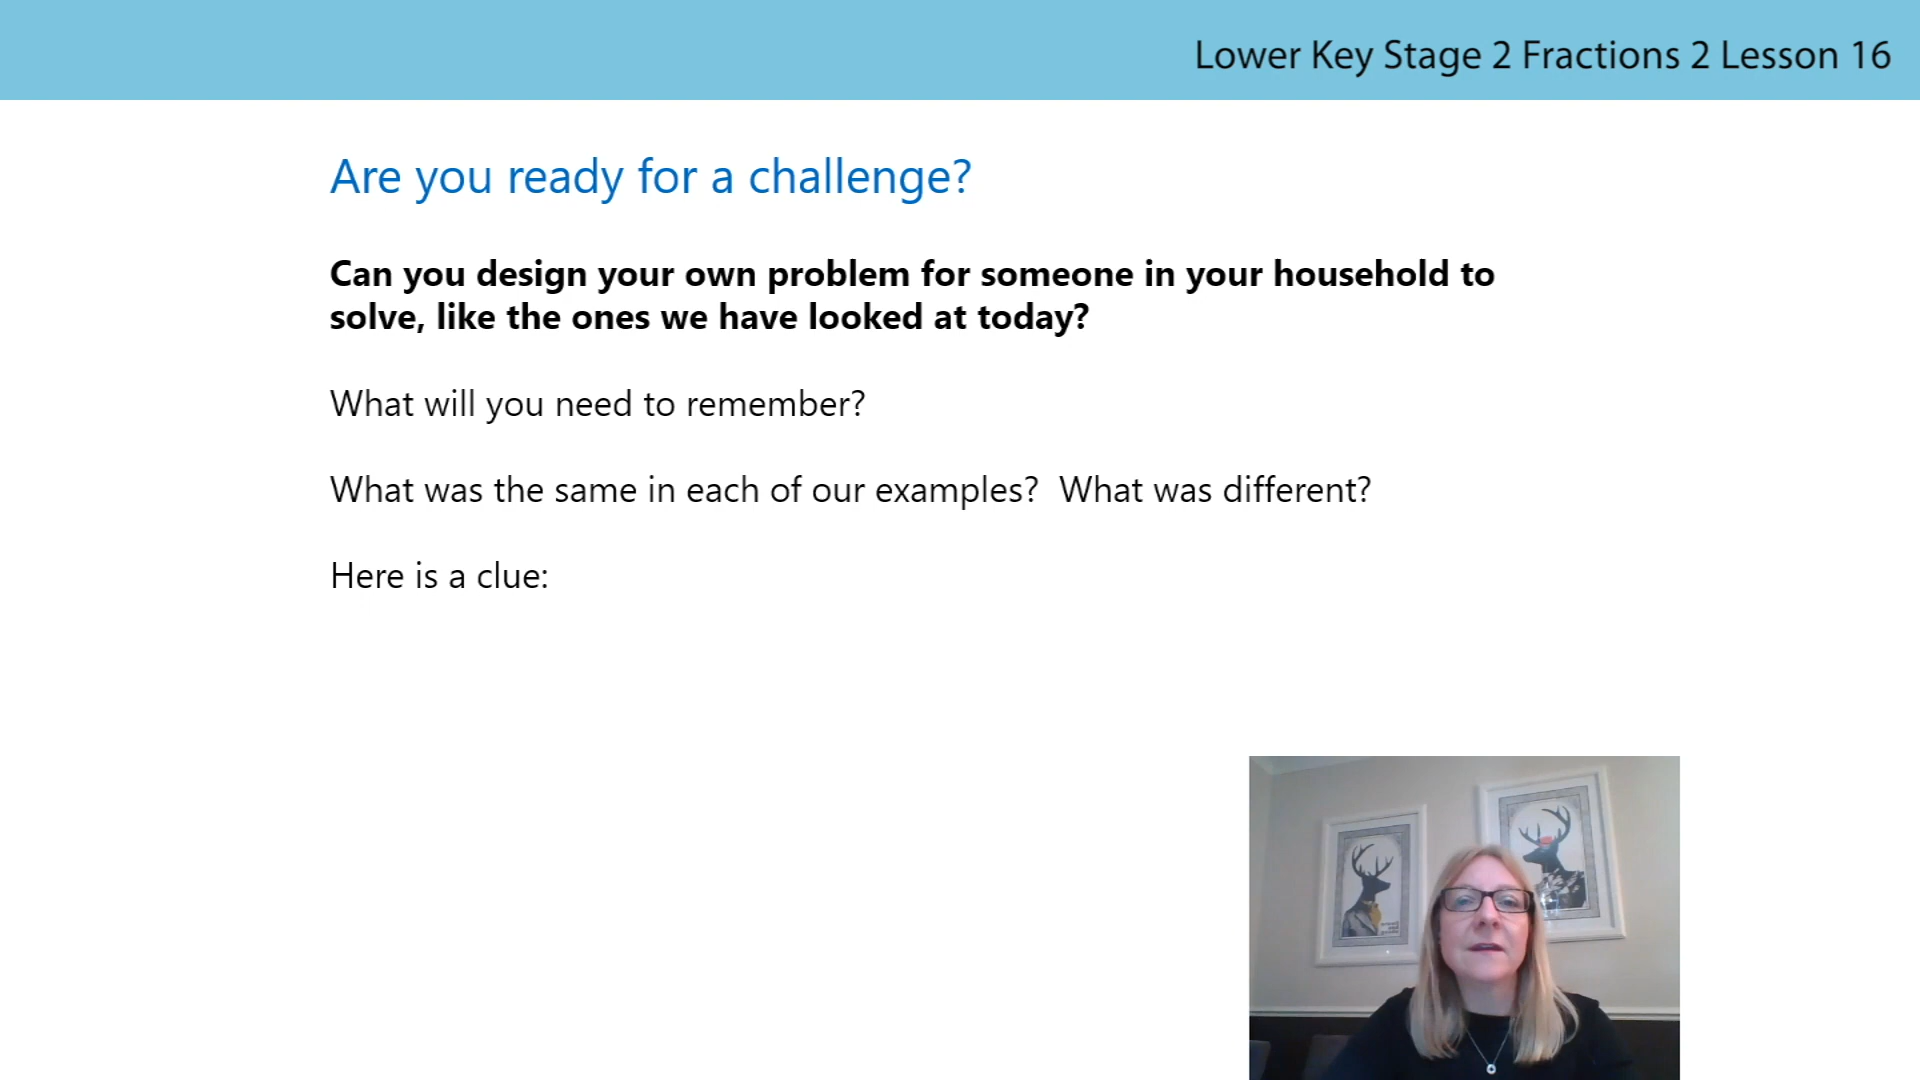 Lower Key Stage 2 Fractions 2 Lesson 16
Are you ready for a challenge?
Can you design your own problem for someone in your household to
solve, like the ones we have looked at today?
What will you need to remember?
What was the same in each of our examples?  What was different?
Here is a clue: